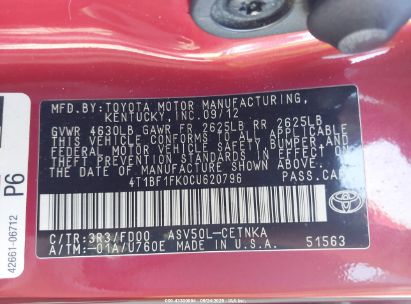 MFD. BY: TOYOTA MOTOR MANUFACTURING,
KENTUCKY, INC. 09/12
GVWR 4630LB GAWR FR 2625LB RR 2625LB
THIS VEHICLE CONFORMS TO ALL APPLICABLE
FEDERAL MOTOR VEHICLE SAFETY, BUMPER, AND
THEFT PREVENTION STANDARDS IN EFFECT ON
THE DATE OF MANUFACTURE SHOWN ABOVE.
4T1BF1FK0CU620796 PASS.CAR
C/TR:3R3/FD00 ASV50L-CETNKA
A/TM:-01A/U760E 51563
TOYOTA
42661-06712 P6